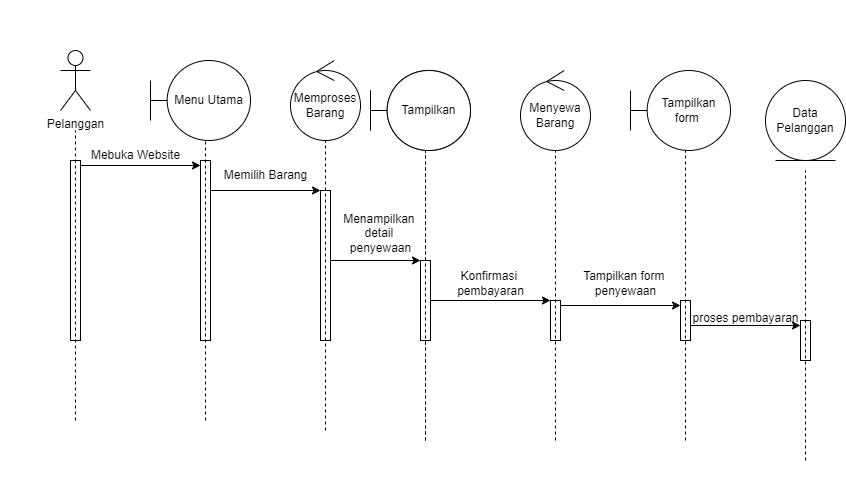 Pelanggan
Menu Utama
Memproses
Barang
Tampilkan
Menyewa
Barang
Tampilkan
form
Data
Pelanggan
Mebuka Website
Memilih Barang
Menampilkan
detail
penyewaan
Konfirmasi
pembayaran
Tampilkan form
penyewaan
proses pembayaran